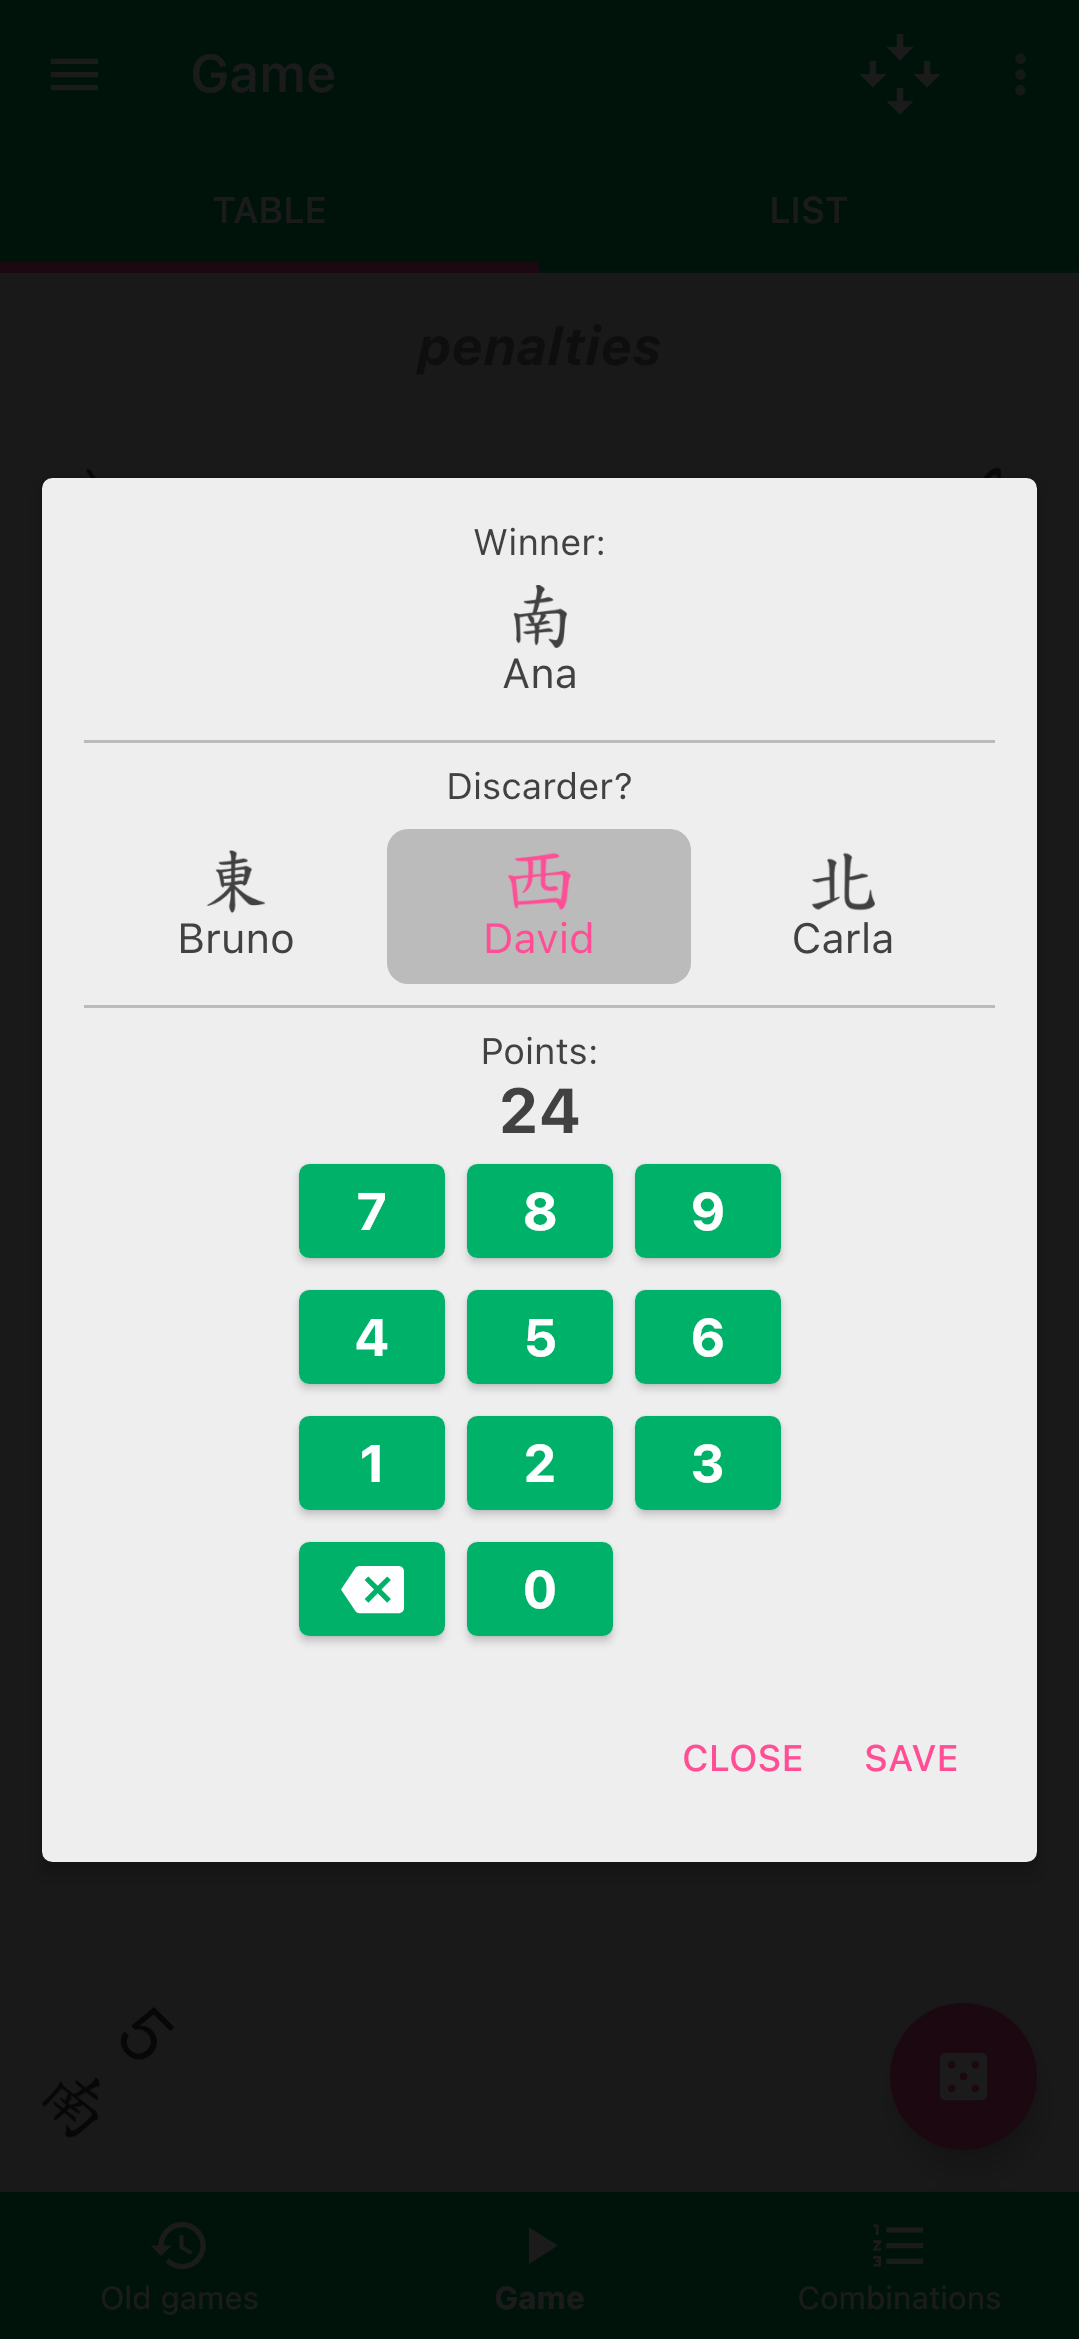 Game
TABLE LIST
penalties
Winner:
南
Ana
Discarder?
東 西 北
Bruno David Carla
Points:
24
7 8 9
4 5 6
1 2 3
0
CLOSE SAVE
5
南
Old games Game Combinations